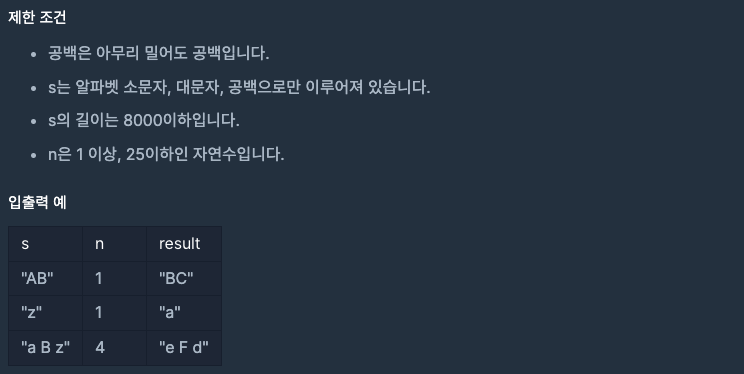 제한 조건
• 공백은 아무리 밀어도 공백입니다.
• s는 알파벳 소문자, 대문자, 공백으로만 이루어져 있습니다.
• s의 길이는 8000이하입니다.
• n은 1 이상, 25이하인 자연수입니다.
입출력 예
s n result
"AB" 1 "BC"
"z" 1 "a"
"a B z" 4 "e F d"